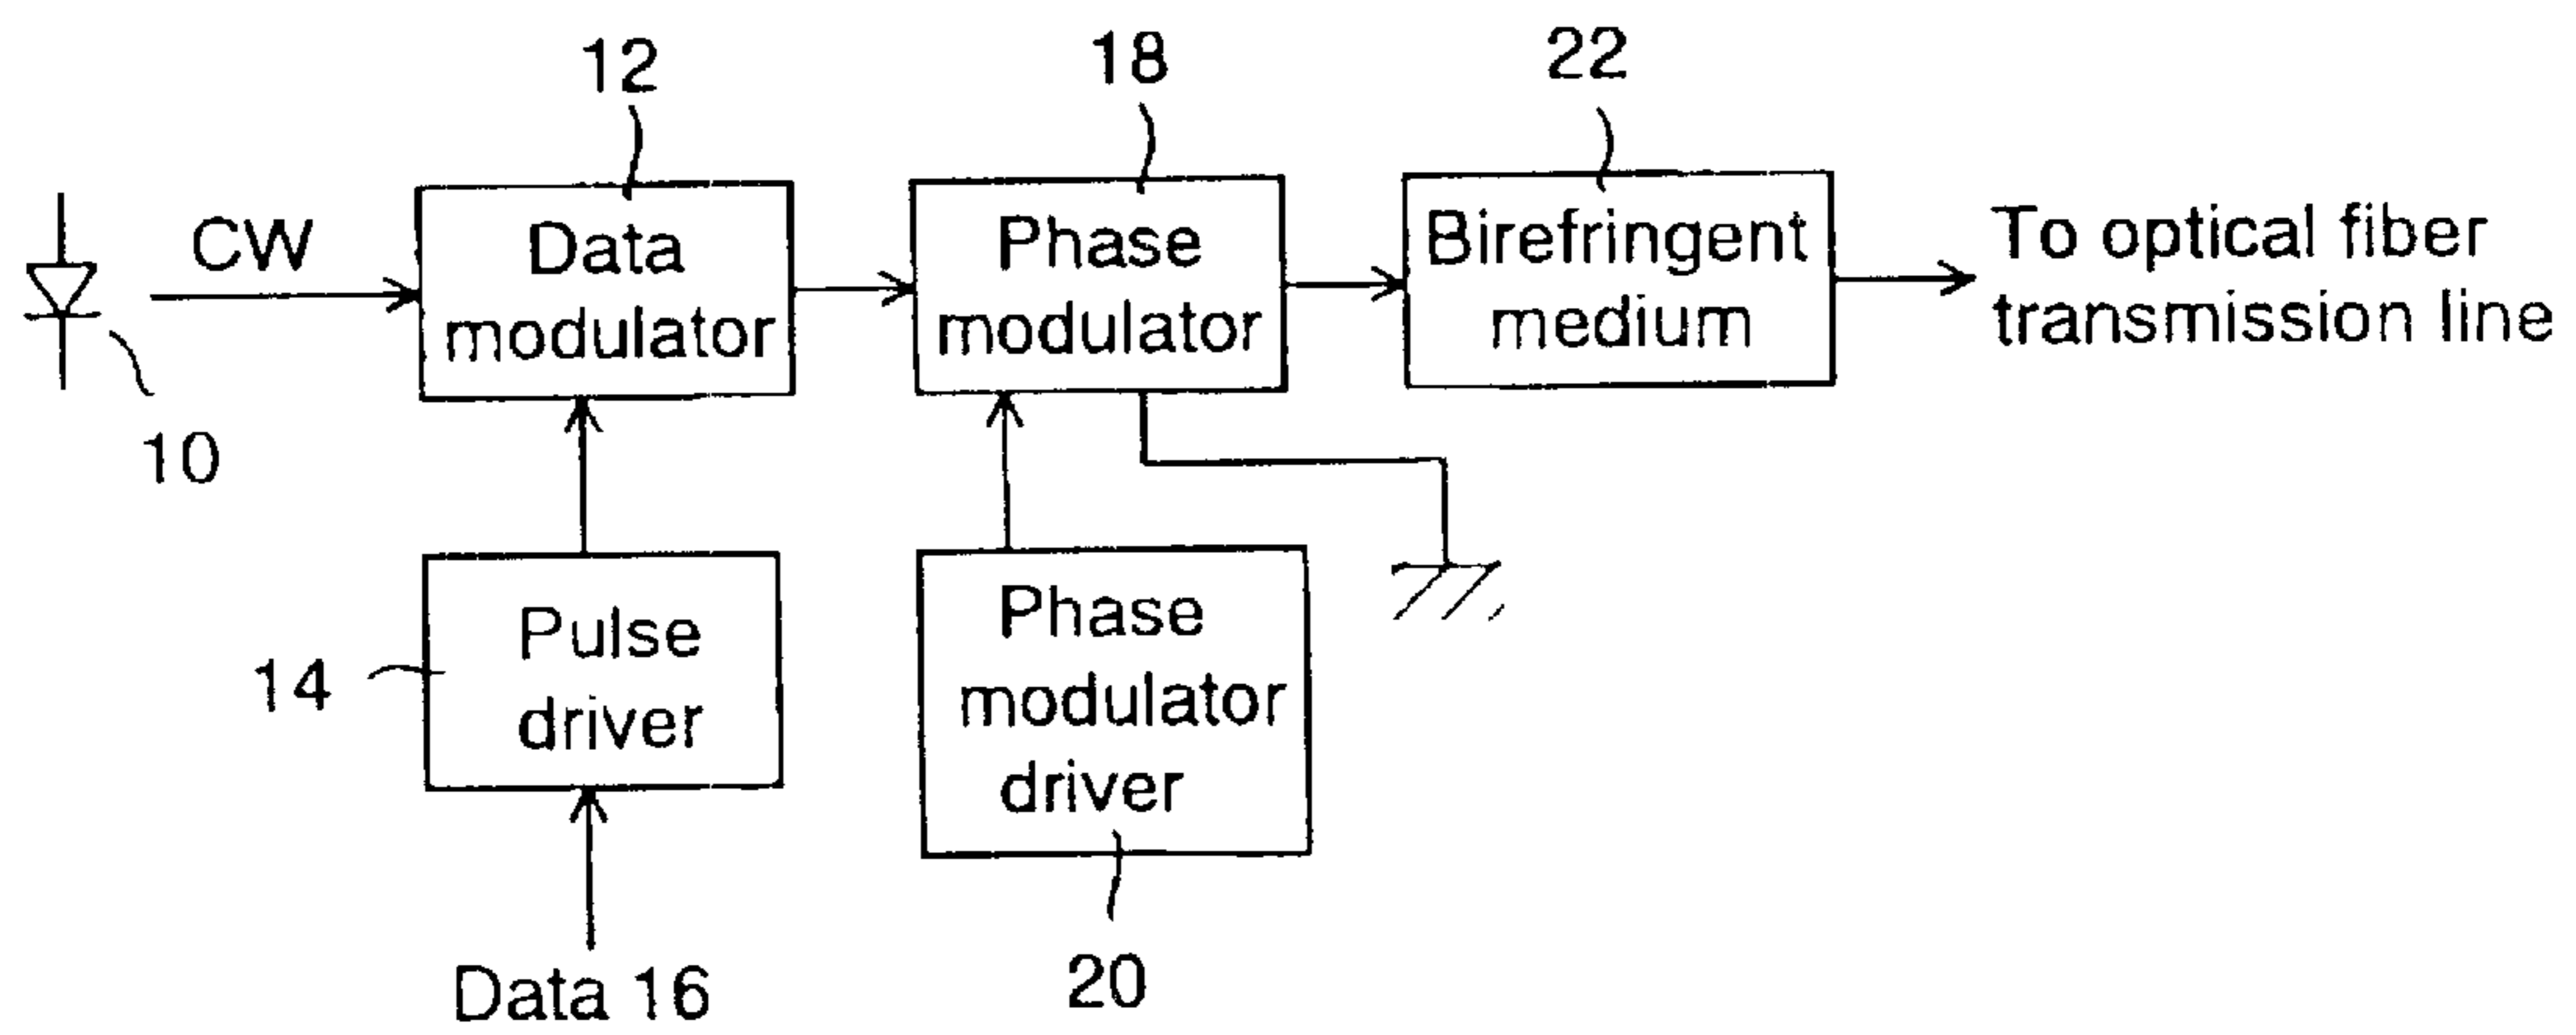 12
18
22
CW
Data
modulator
Phase
modulator
Birefringent
medium
To optical fiber
transmission line
10
14
Pulse
driver
Phase
modulator
driver
Data 16
20